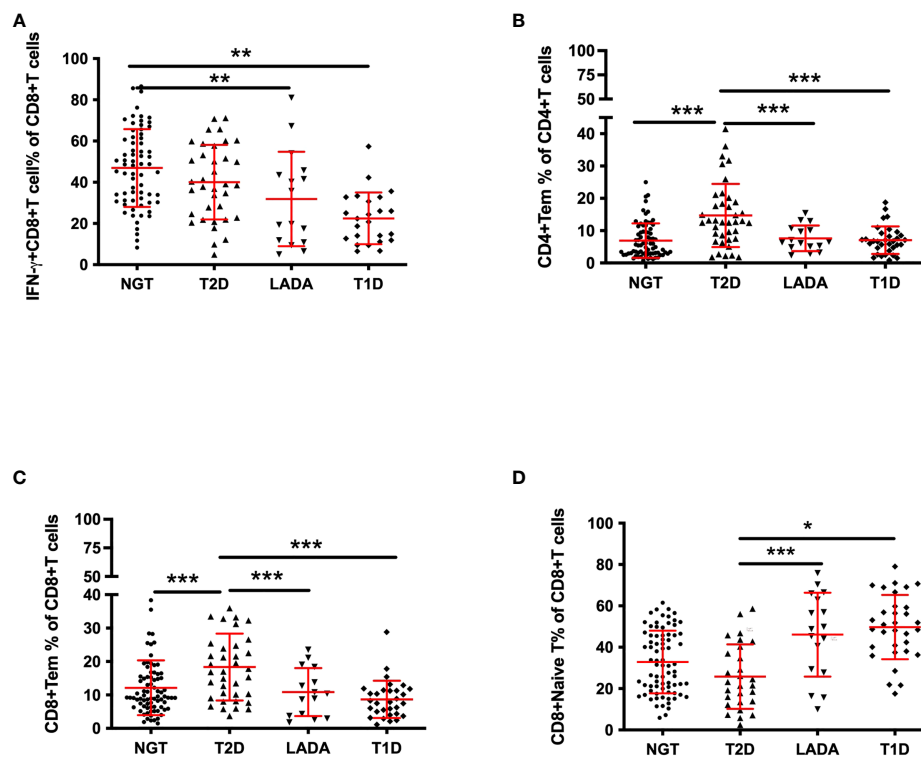 A
IFN-γ+CD8+T cell% of CD8+T cells
100
80
60
40
20
0
**
**
NGT
T2D
LADA
T1D
B
CD4+Tem % of CD4+T cells
100
75
50
40
30
20
10
0
***
***
***
NGT
T2D
LADA
T1D
C
CD8+Tem % of CD8+T cells
100
75
50
40
30
20
10
0
***
***
***
NGT
T2D
LADA
T1D
D
CD8+Naive T% of CD8+T cells
100
80
60
40
20
0
*
***
NGT
T2D
LADA
T1D